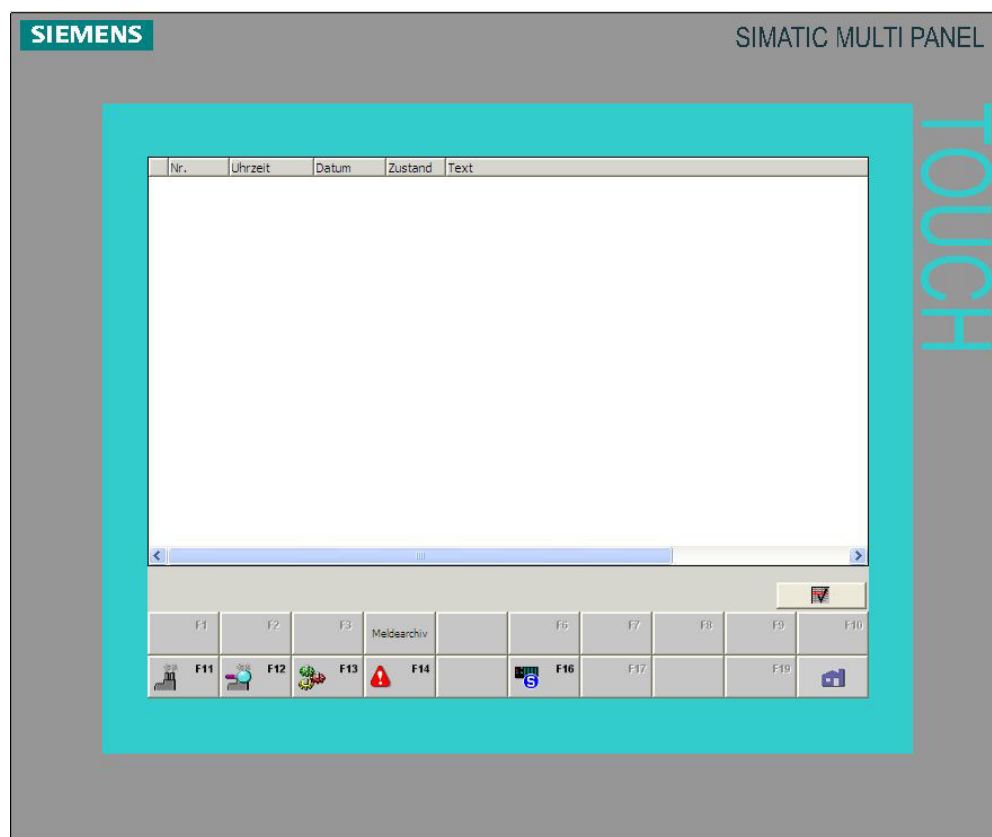 SIEMENS
SIMATIC MULTI PANEL
TOUCH
Nr. Uhrzeit Datum Zustand Text
F1 F2 F3 Meldearchiv F6 F7 F8 F9 F10
F11 F12 F13 F14 F16 F17 F19
S